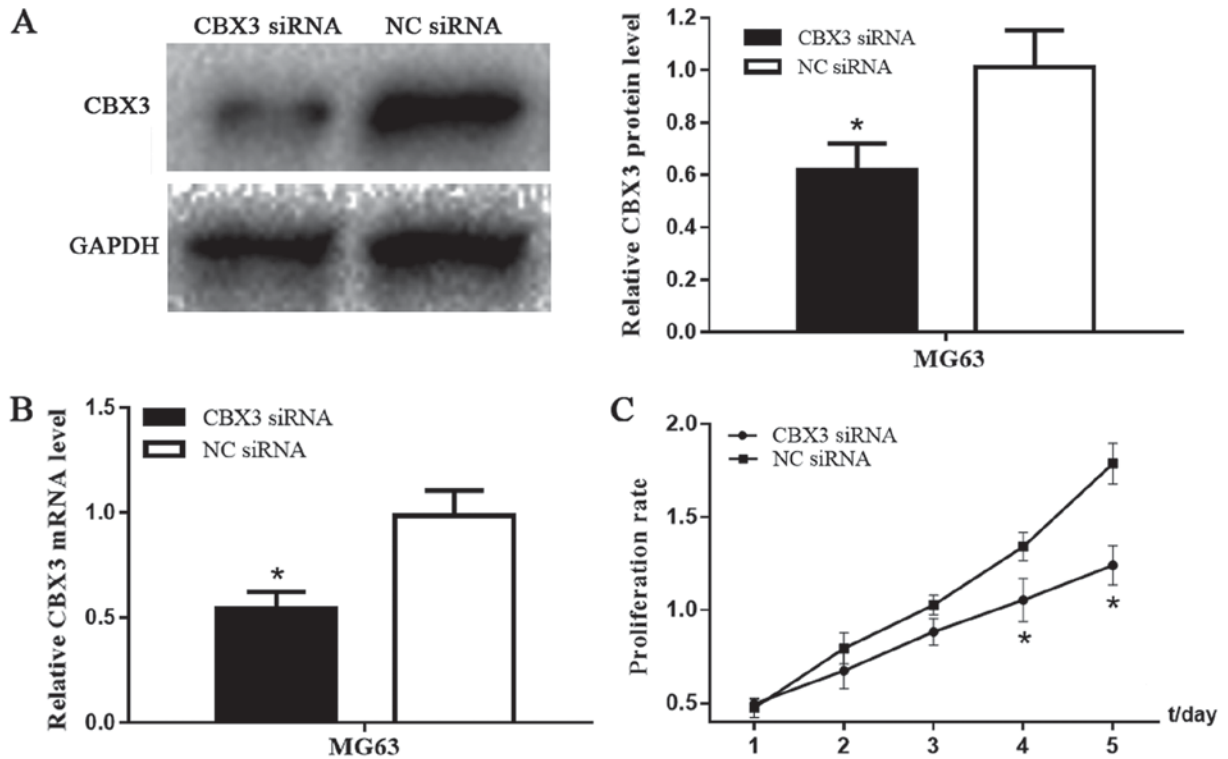 A
CBX3 siRNA NC siRNA
CBX3
GAPDH
Relative CBX3 protein level
1.2
1.0
0.8
0.6
0.4
0.2
0.0
CBX3 siRNA
NC siRNA
*
MG63
B
Relative CBX3 mRNA level
1.5
1.0
0.5
0.0
CBX3 siRNA
NC siRNA
*
MG63
C
Proliferation rate
2.0
1.5
1.0
0.5
CBX3 siRNA
NC siRNA
*
*
1 2 3 4 5
t/day